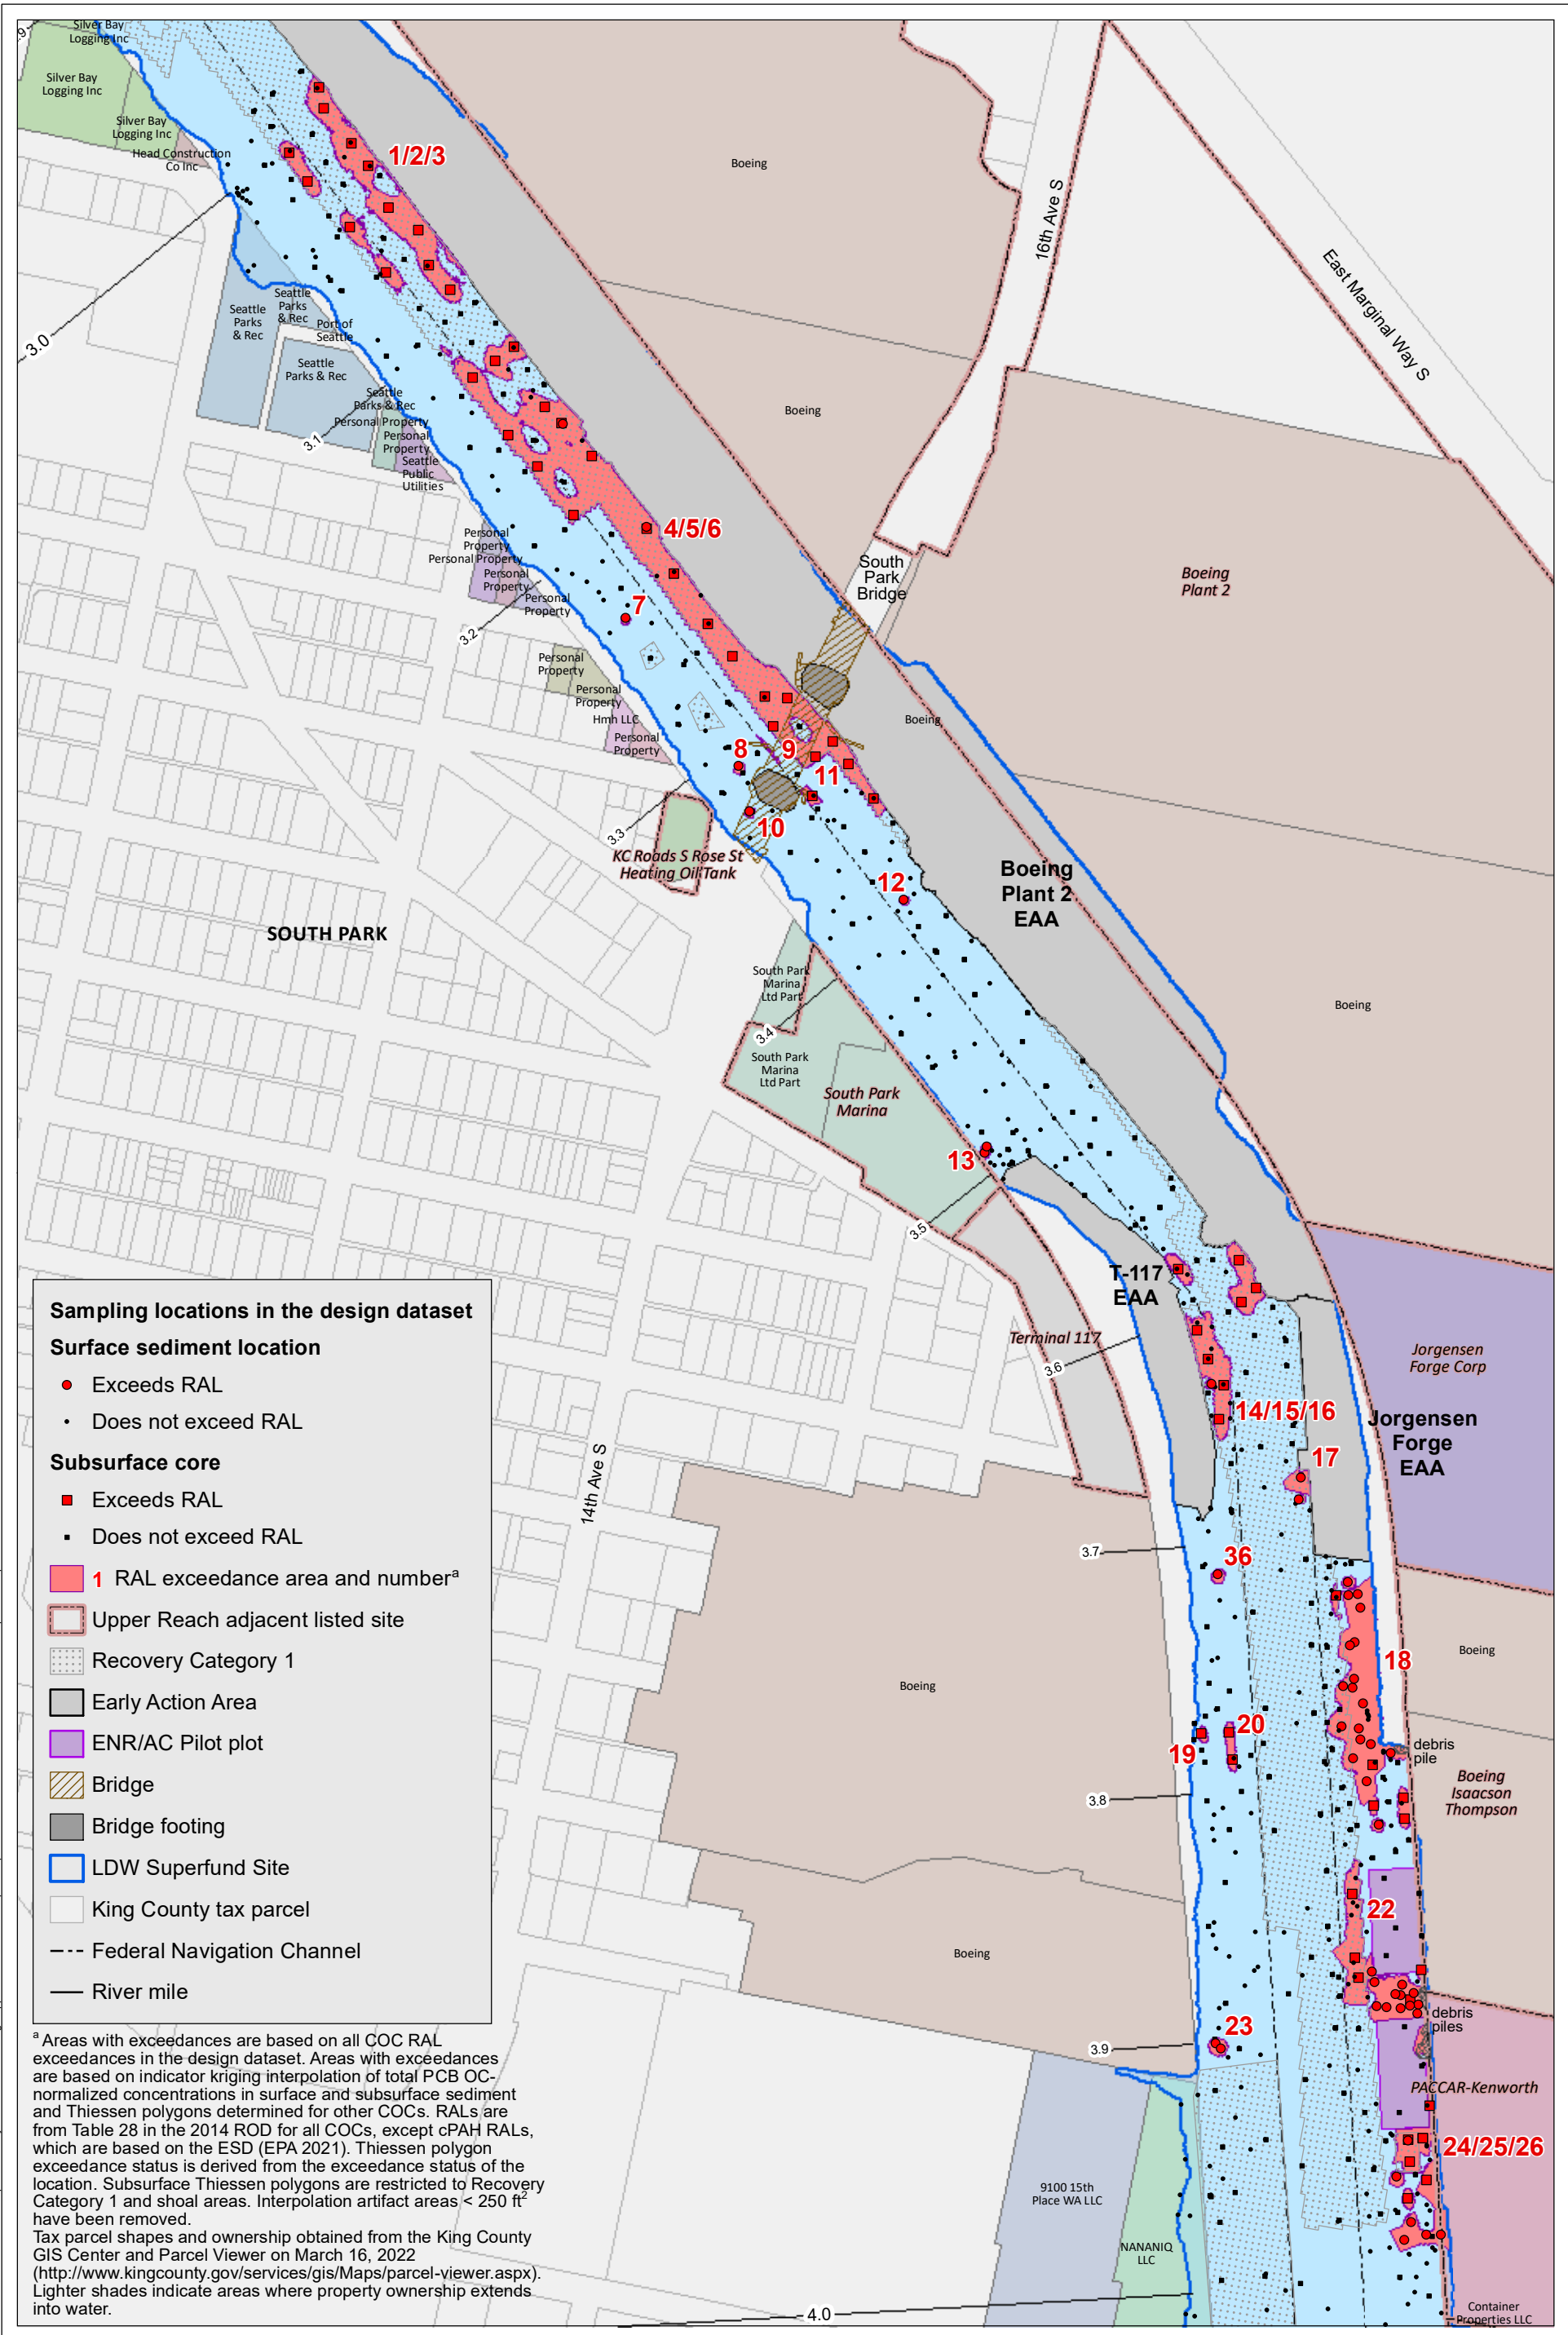 Silver Bay
Logging Inc
Silver Bay
Logging Inc
Silver Bay
Logging Inc
Head Construction
Co Inc
1/2/3
Boeing
16th Ave S
East Marginal Way S
3.0
Seattle
Parks
& Rec
Seattle
Parks
& Rec
Port of
Seattle
Seattle
Parks & Rec
Seattle
Parks & Rec
3.1
Personal Property
Personal
Property
Seattle
Public
Utilities
Boeing
4/5/6
Personal
Property
Personal Property
Personal
Property
Personal
Property
3.2
7
South
Park
Bridge
Boeing
Plant 2
Personal
Property
Personal
Property
Hmh LLC
Personal
Property
Boeing
8
9
11
10
3.3
KC Roads S Rose St
Heating Oil Tank
12
Boeing
Plant 2
EAA
SOUTH PARK
South Park
Marina
Ltd Part
3.4
South Park
Marina
Ltd Part
South Park
Marina
Boeing
13
3.5
T-117
EAA
Terminal 117
3.6
Jorgensen
Forge Corp
14/15/16
Jorgensen
Forge
EAA
17
14th Ave S
3.7
36
18
Boeing
Boeing
19
20
debris
pile
Boeing
Isaacson
Thompson
3.8
22
Boeing
23
3.9
debris
piles
PACCAR-Kenworth
24/25/26
9100 15th
Place WA LLC
NANANIQ
LLC
4.0
Container
Properties LLC
Sampling locations in the design dataset
Surface sediment location
Exceeds RAL
Does not exceed RAL
Subsurface core
Exceeds RAL
Does not exceed RAL
1 RAL exceedance area and numberᵃ
Upper Reach adjacent listed site
Recovery Category 1
Early Action Area
ENR/AC Pilot plot
Bridge
Bridge footing
LDW Superfund Site
King County tax parcel
Federal Navigation Channel
River mile
ᵃ Areas with exceedances are based on all COC RAL
exceedances in the design dataset. Areas with exceedances
are based on indicator kriging interpolation of total PCB OC-
normalized concentrations in surface and subsurface sediment
and Thiessen polygons determined for other COCs. RALs are
from Table 28 in the 2014 ROD for all COCs, except cPAH RALs,
which are based on the ESD (EPA 2021). Thiessen polygon
exceedance status is derived from the exceedance status of the
location. Subsurface Thiessen polygons are restricted to Recovery
Category 1 and shoal areas. Interpolation artifact areas < 250 ft²
have been removed.
Tax parcel shapes and ownership obtained from the King County
GIS Center and Parcel Viewer on March 16, 2022
(http://www.kingcounty.gov/services/gis/Maps/parcel-viewer.aspx).
Lighter shades indicate areas where property ownership extends
into water.